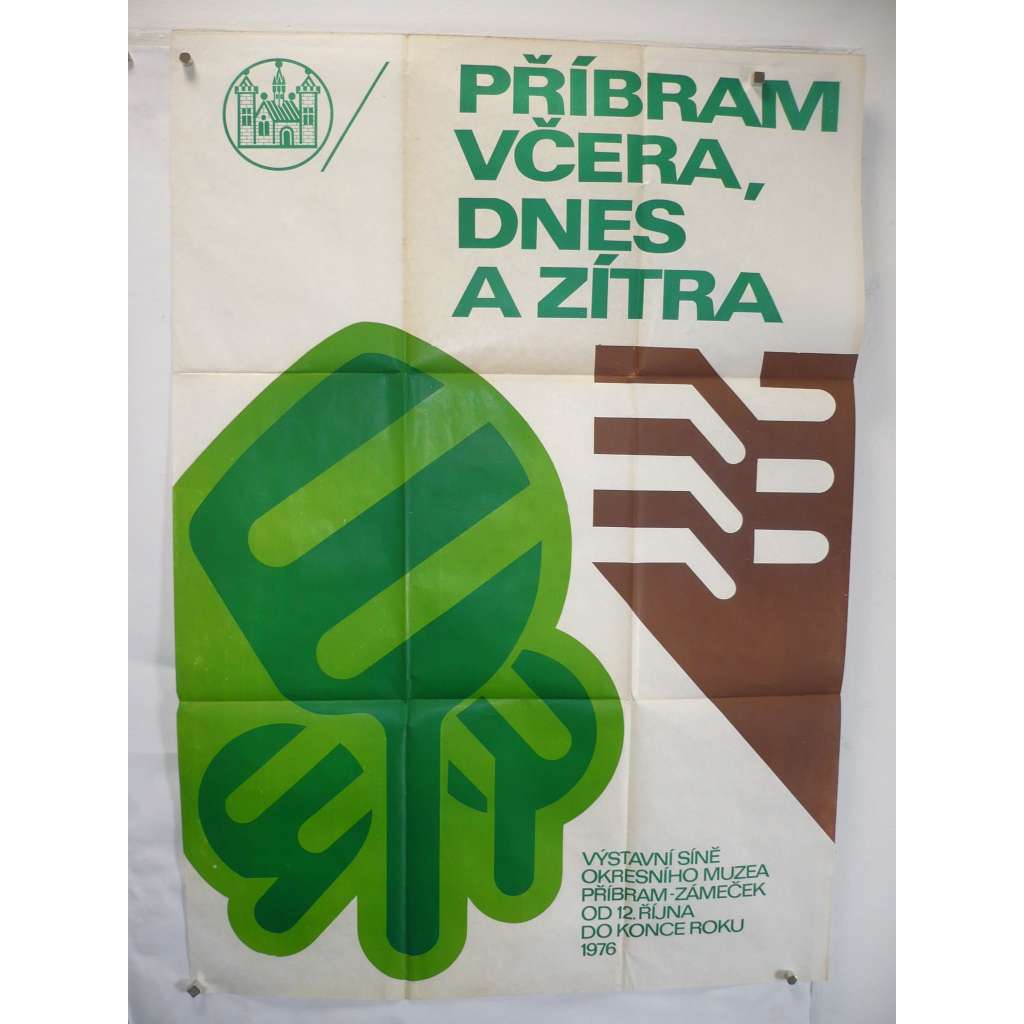 PŘÍBRAM
VČERA,
DNES
A ZÍTRA
VÝSTAVNÍ SÍNĚ
OKRESNÍHO MUZEA
PŘÍBRAM-ZÁMEČEK
OD 12. ŘÍJNA
DO KONCE ROKU
1976